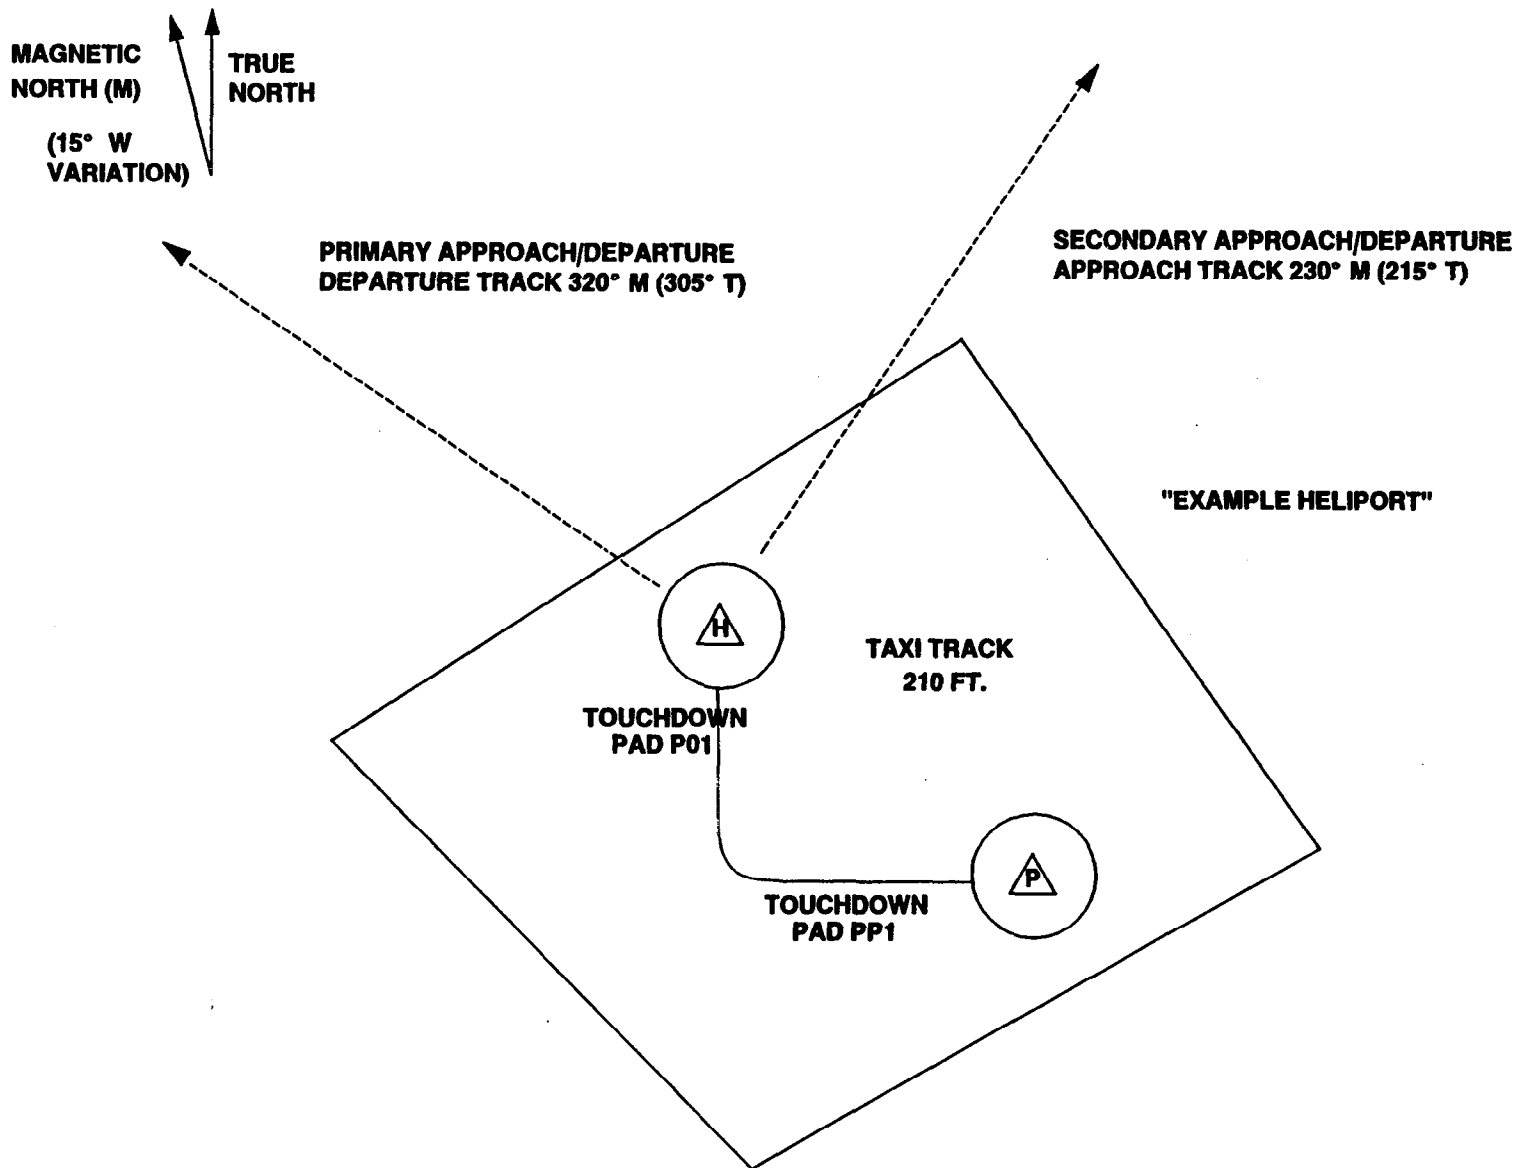 MAGNETIC
NORTH (M)
(15° W
VARIATION)
TRUE
NORTH
PRIMARY APPROACH/DEPARTURE
DEPARTURE TRACK 320° M (305° T)
SECONDARY APPROACH/DEPARTURE
APPROACH TRACK 230° M (215° T)
"EXAMPLE HELIPORT"
H
TAXI TRACK
210 FT.
TOUCHDOWN
PAD P01
P
TOUCHDOWN
PAD PP1